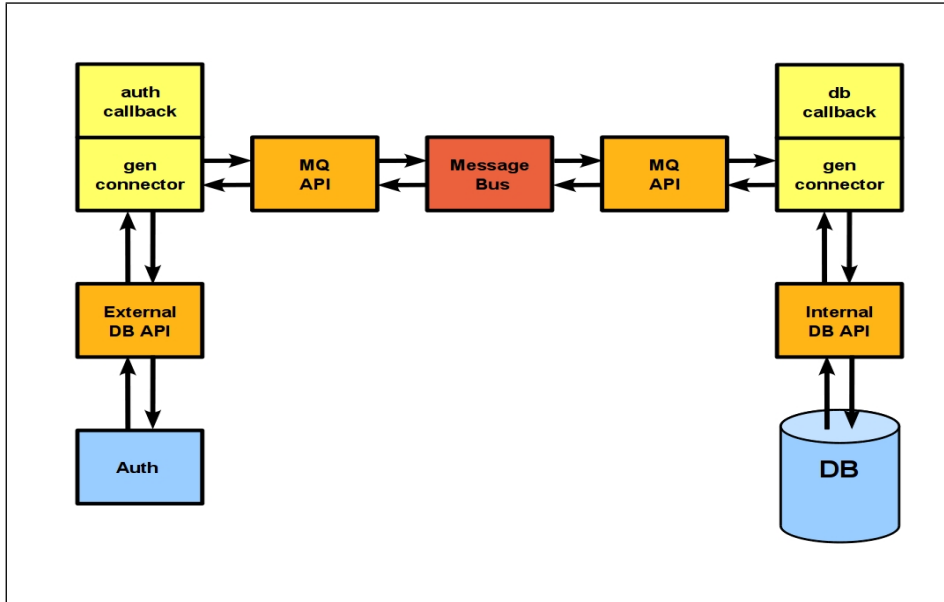 auth
callback
gen
connector
MQ
API
Message
Bus
MQ
API
db
callback
gen
connector
External
DB API
Internal
DB API
Auth
DB